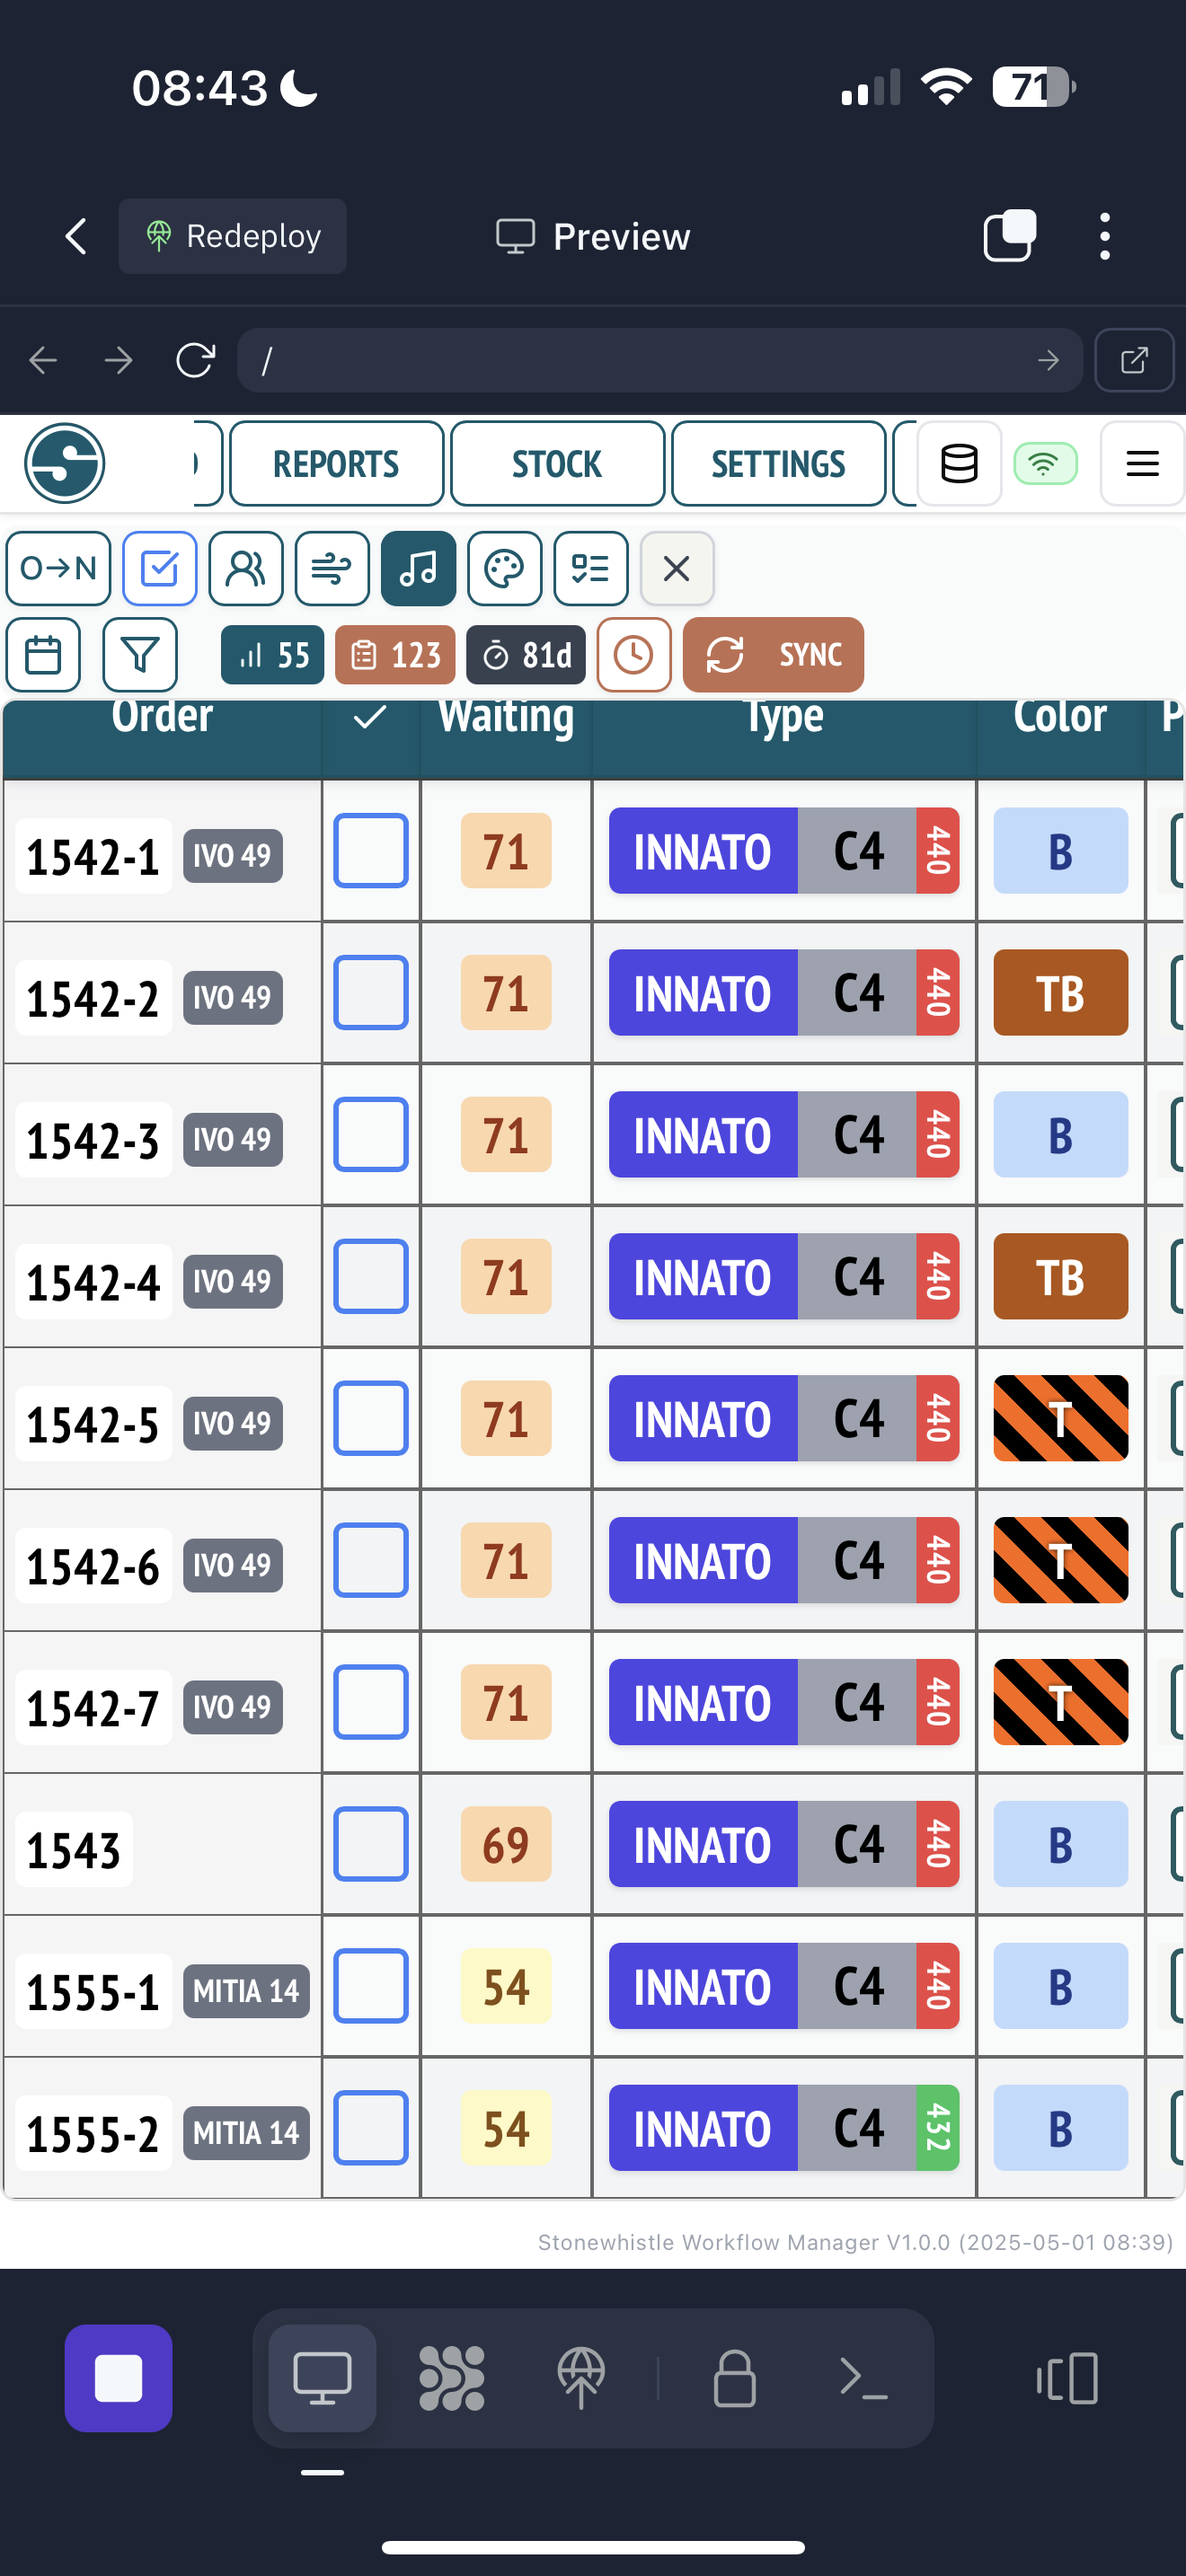 08:43
71
Redeploy
Preview
/
REPORTS
STOCK
SETTINGS
O→N
55
123
81d
SYNC
Order
Waiting
Type
Color
P
1542-1 IVO 49 71 INNATO C4 440 B
1542-2 IVO 49 71 INNATO C4 440 TB
1542-3 IVO 49 71 INNATO C4 440 B
1542-4 IVO 49 71 INNATO C4 440 TB
1542-5 IVO 49 71 INNATO C4 440 T
1542-6 IVO 49 71 INNATO C4 440 T
1542-7 IVO 49 71 INNATO C4 440 T
1543 69 INNATO C4 440 B
1555-1 MITIA 14 54 INNATO C4 440 B
1555-2 MITIA 14 54 INNATO C4 432 B
Stonewhistle Workflow Manager V1.0.0 (2025-05-01 08:39)